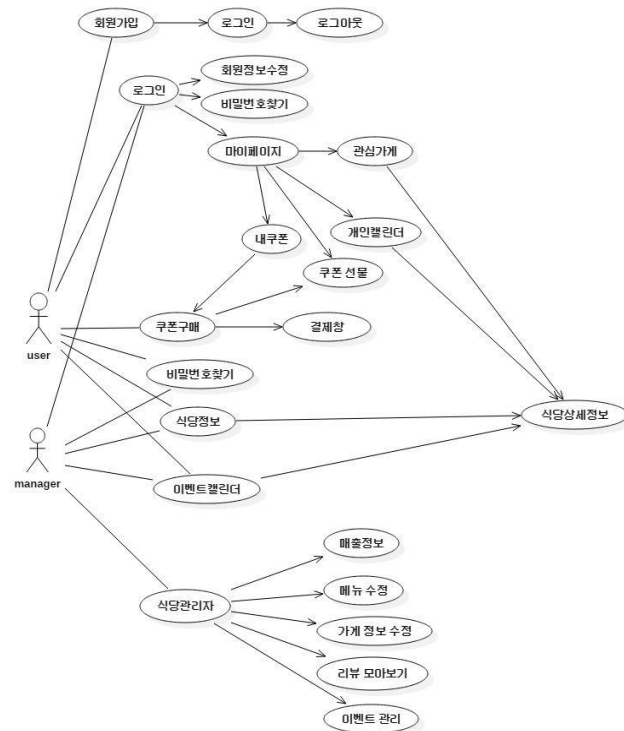 회원가입
로그인
로그아웃
회원정보수정
로그인
비밀번호찾기
마이페이지
관심가게
개인캘린더
내쿠폰
쿠폰 선물
쿠폰구매
결제창
user
비밀번호찾기
식당정보
식당상세정보
manager
이벤트캘린더
매출정보
메뉴 수정
식당관리자
가게 정보 수정
리뷰 모아보기
이벤트 관리